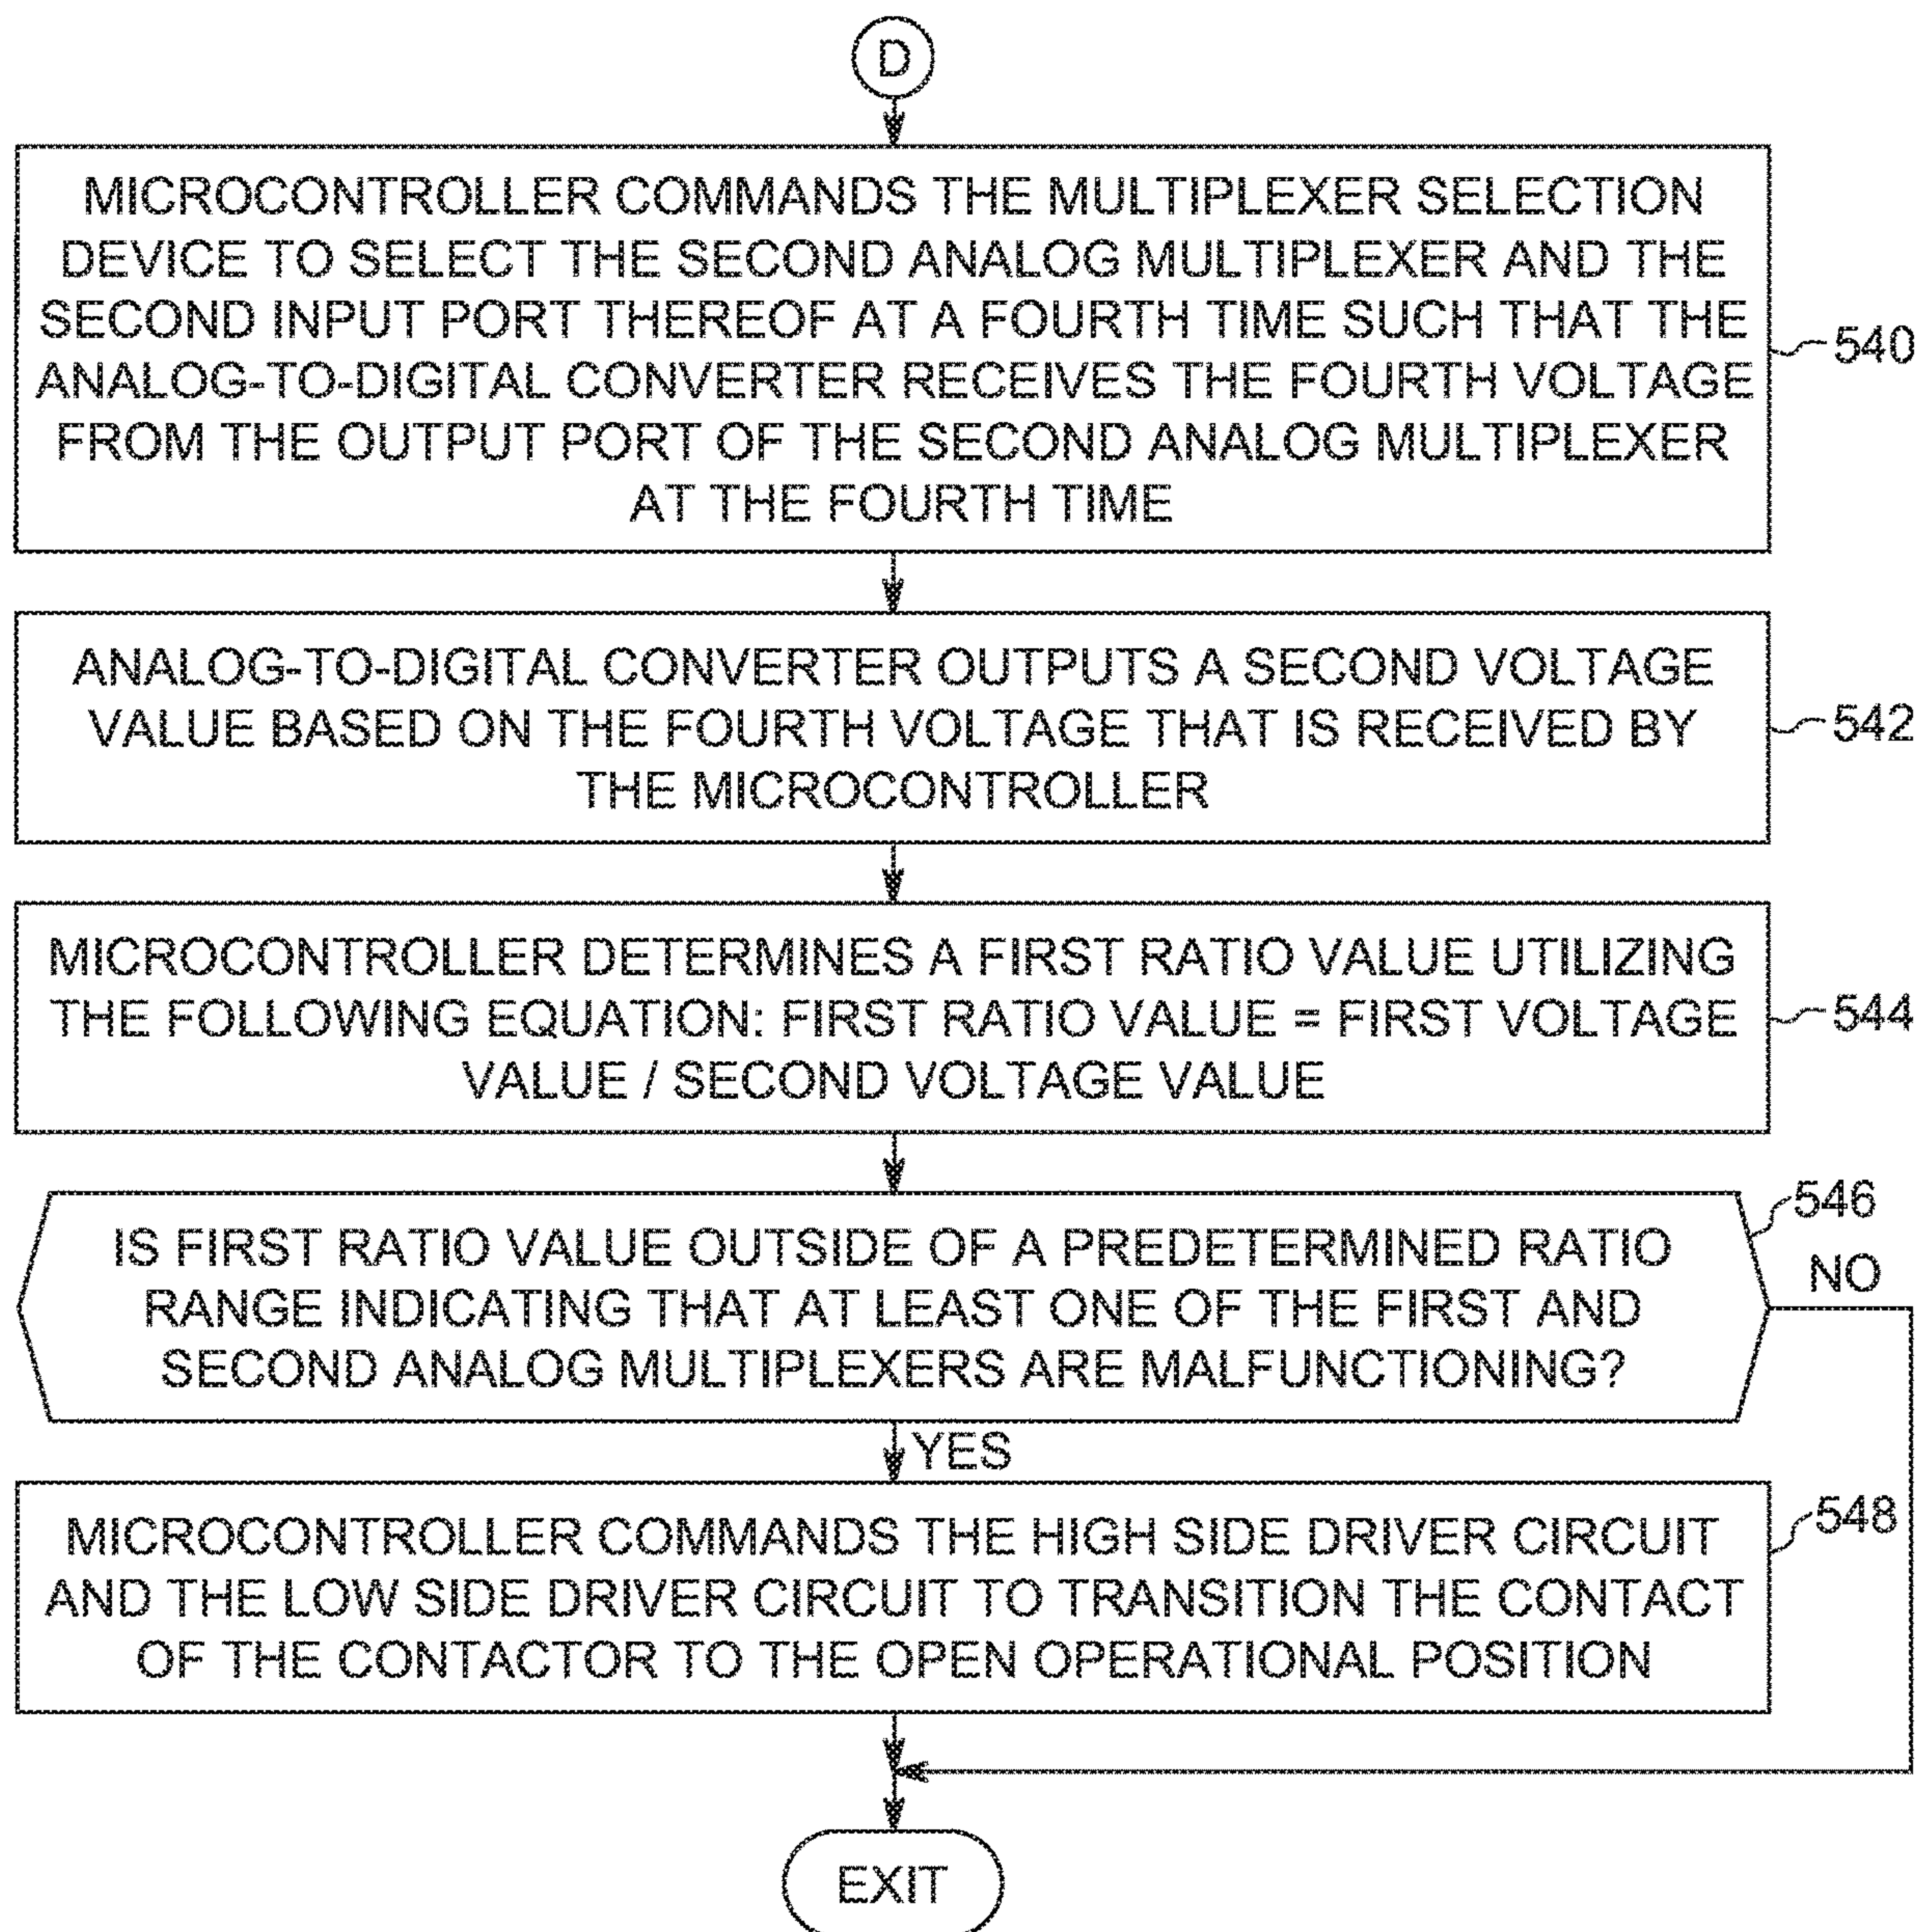 D
MICROCONTROLLER COMMANDS THE MULTIPLEXER SELECTION
DEVICE TO SELECT THE SECOND ANALOG MULTIPLEXER AND THE
SECOND INPUT PORT THEREOF AT A FOURTH TIME SUCH THAT THE
ANALOG-TO-DIGITAL CONVERTER RECEIVES THE FOURTH VOLTAGE
FROM THE OUTPUT PORT OF THE SECOND ANALOG MULTIPLEXER
AT THE FOURTH TIME
540
ANALOG-TO-DIGITAL CONVERTER OUTPUTS A SECOND VOLTAGE
VALUE BASED ON THE FOURTH VOLTAGE THAT IS RECEIVED BY
THE MICROCONTROLLER
542
MICROCONTROLLER DETERMINES A FIRST RATIO VALUE UTILIZING
THE FOLLOWING EQUATION: FIRST RATIO VALUE = FIRST VOLTAGE
VALUE / SECOND VOLTAGE VALUE
544
IS FIRST RATIO VALUE OUTSIDE OF A PREDETERMINED RATIO
RANGE INDICATING THAT AT LEAST ONE OF THE FIRST AND
SECOND ANALOG MULTIPLEXERS ARE MALFUNCTIONING?
546
NO
YES
MICROCONTROLLER COMMANDS THE HIGH SIDE DRIVER CIRCUIT
AND THE LOW SIDE DRIVER CIRCUIT TO TRANSITION THE CONTACT
OF THE CONTACTOR TO THE OPEN OPERATIONAL POSITION
548
EXIT